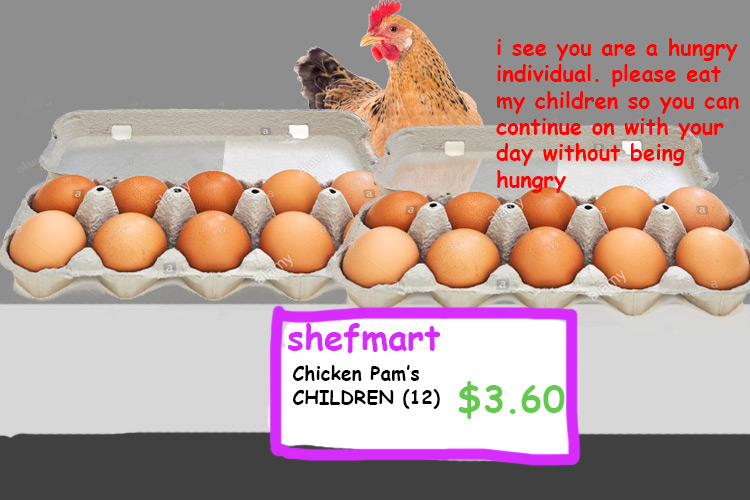 i see you are a hungry
individual. please eat
my children so you can
continue on with your
day without being
hungry
shefmart
Chicken Pam's
CHILDREN (12)
$3.60